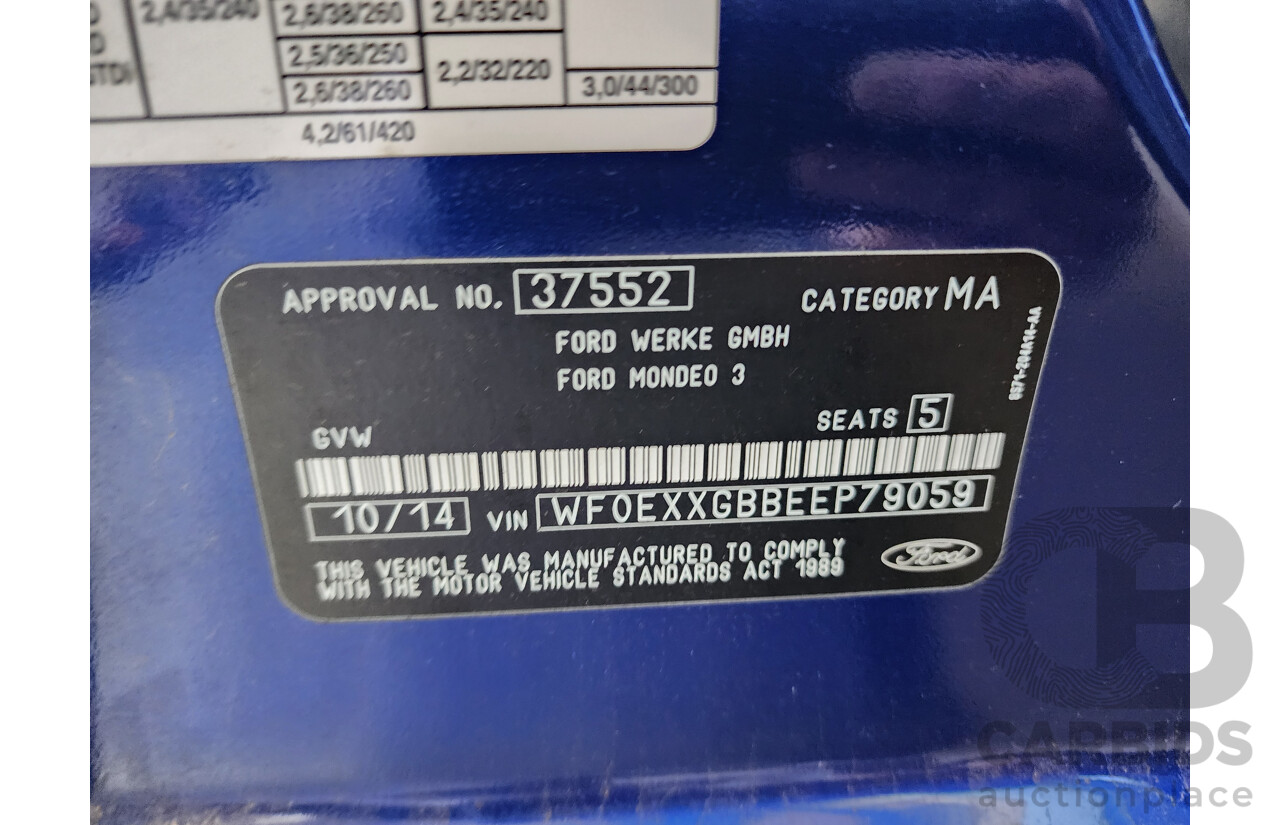 2,4/35/240 2,6/38/260 2,4/35/240
2,5/36/250 2,2/32/220
2,6/38/260 3,0/44/300
4,2/61/420
APPROVAL NO. 37552 CATEGORY MA
FORD WERKE GMBH
FORD MONDEO 3
SEATS 5
GVW
10/14 VIN WF0EXXGBBEEP79059
THIS VEHICLE WAS MANUFACTURED TO COMPLY
WITH THE MOTOR VEHICLE STANDARDS ACT 1989
Ford
CB
CARBIDS
auctionplace